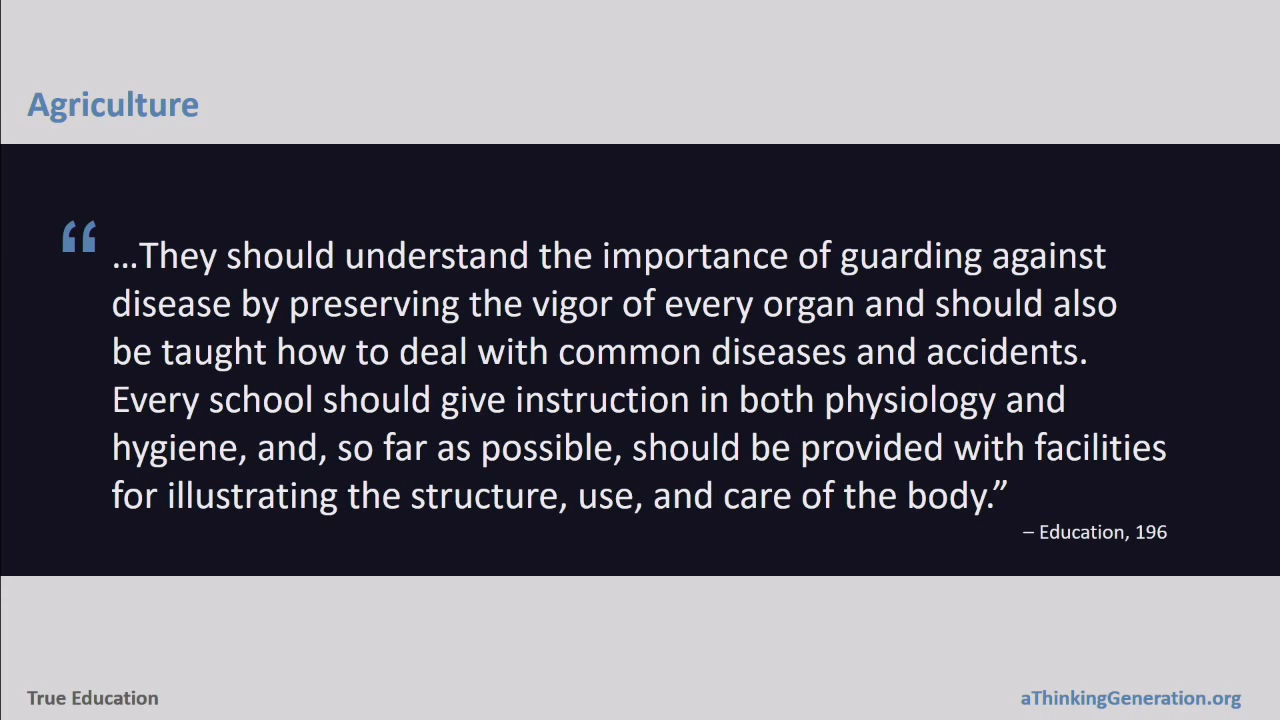 Agriculture
“
…They should understand the importance of guarding against
disease by preserving the vigor of every organ and should also
be taught how to deal with common diseases and accidents.
Every school should give instruction in both physiology and
hygiene, and, so far as possible, should be provided with facilities
for illustrating the structure, use, and care of the body.”
– Education, 196
True Education
aThinkingGeneration.org